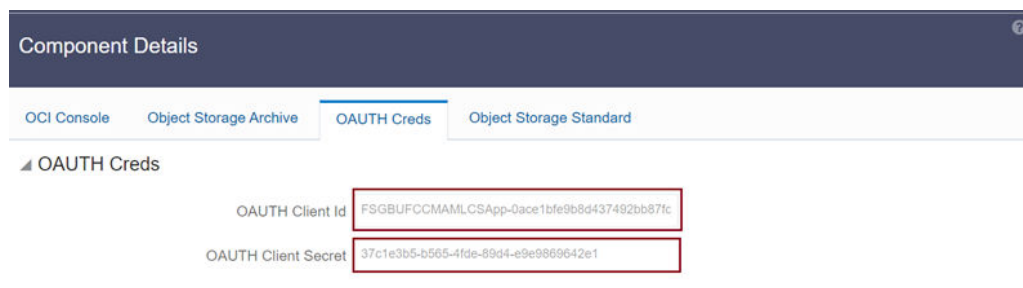 Component Details
OCI Console Object Storage Archive OAUTH Creds Object Storage Standard
OAUTH Creds
OAUTH Client Id FSGBUFCCMAMLCSApp-0ace1bfe9b8d437492bb87fc
OAUTH Client Secret 37c1e3b5-b565-4fde-89d4-e9e9869642e1